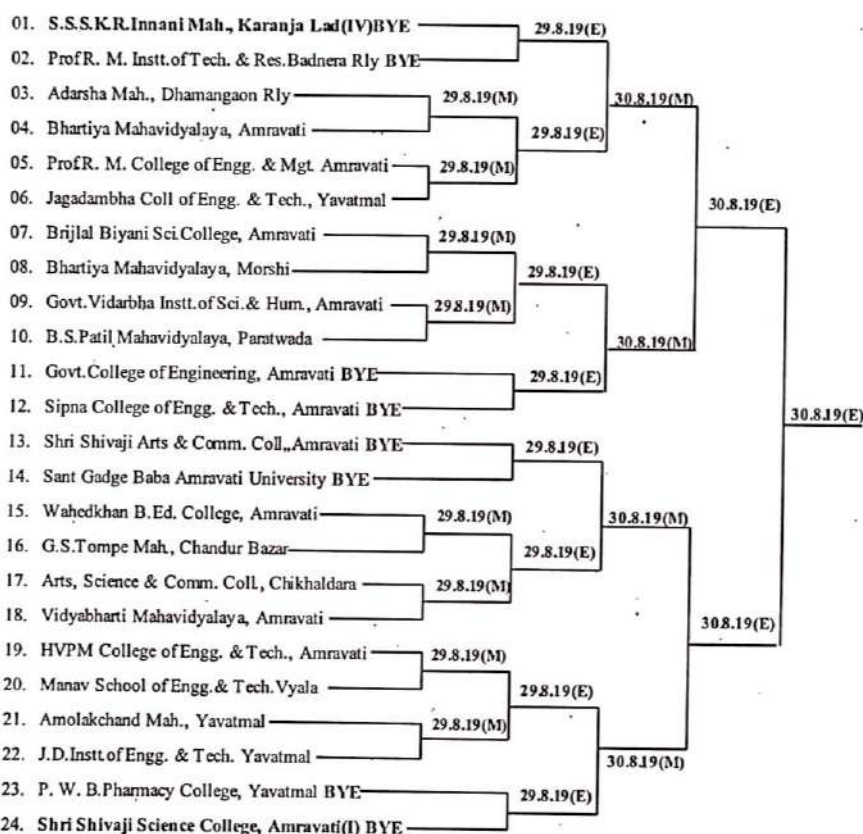 01. S.S.S.K.R.Innani Mah., Karanja Lad(IV)BYE
29.8.19(E)
02. Prof R. M. Instt.of Tech. & Res.Badnera Rly BYE
03. Adarsha Mah., Dhamangaon Rly
29.8.19(M)
30.8.19(M)
04. Bhartiya Mahavidyalaya, Amravati
29.8.19(E)
05. Prof.R. M. College of Engg. & Mgt. Amravati
29.8.19(M)
06. Jagadambha Coll of Engg. & Tech., Yavatmal
30.8.19(E)
07. Brijlal Biyani Sci.College, Amravati
29.8.19(M)
08. Bhartiya Mahavidyalaya, Morshi
29.8.19(E)
09. Govt.Vidarbha Instt.of Sci.& Hum., Amravati
29.8.19(M)
10. B.S.Patil Mahavidyalaya, Paratwada
30.8.19(M)
11. Govt.College of Engineering, Amravati BYE
29.8.19(E)
12. Sipna College of Engg. & Tech., Amravati BYE
30.8.19(E)
13. Shri Shivaji Arts & Comm. Coll.,Amravati BYE
29.8.19(E)
14. Sant Gadge Baba Amravati University BYE
15. Wahedkhan B.Ed. College, Amravati
29.8.19(M)
30.8.19(M)
16. G.S.Tompe Mah., Chandur Bazar
29.8.19(E)
17. Arts, Science & Comm. Coll., Chikhaldara
29.8.19(M)
18. Vidyabharti Mahavidyalaya, Amravati
30.8.19(E)
19. HVPM College of Engg. & Tech., Amravati
29.8.19(M)
20. Manav School of Engg.& Tech.Vyala
29.8.19(E)
21. Amolakchand Mah., Yavatmal
29.8.19(M)
22. J.D.Instt.of Engg. & Tech. Yavatmal
30.8.19(M)
23. P. W. B.Pharmacy College, Yavatmal BYE
29.8.19(E)
24. Shri Shivaji Science College, Amravati(I) BYE